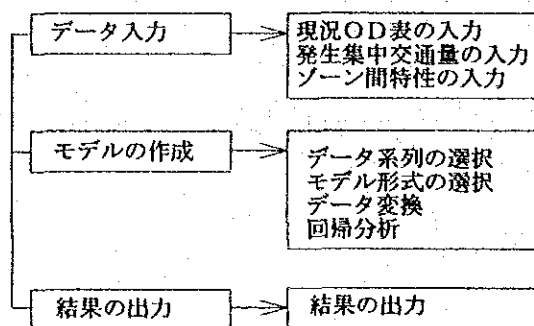 データ入力
現況OD表の入力
発生集中交通量の入力
ゾーン間特性の入力
モデルの作成
データ系列の選択
モデル形式の選択
データ変換
回帰分析
結果の出力
結果の出力